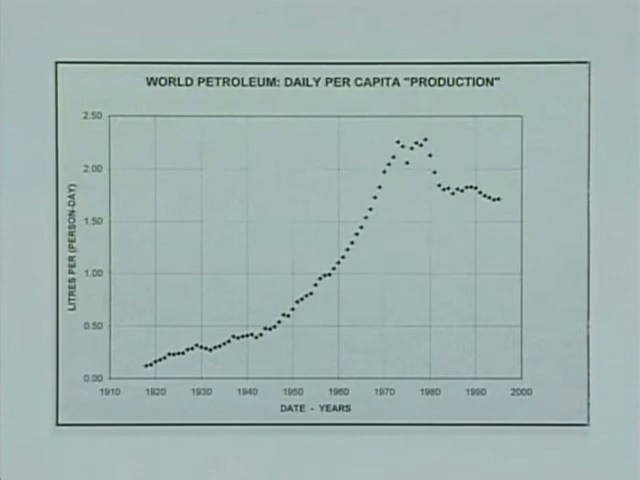 WORLD PETROLEUM: DAILY PER CAPITA "PRODUCTION"
2.50
2.00
1.50
1.00
0.50
0.00
LITRES PER (PERSON-DAY)
1910 1920 1930 1940 1950 1960 1970 1980 1990 2000
DATE - YEARS